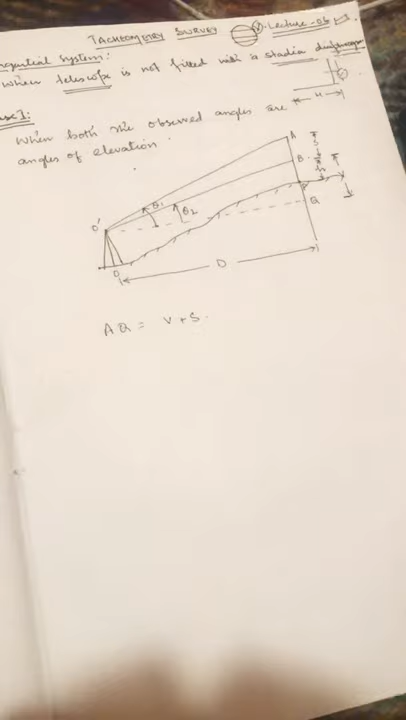 TACHEOMETRY SURVEY Lecture-06
System:
When telescope is not fitted with a stadia diaphragm
Case I:
When both the observed angles are
angles of elevation.
H
A
B
S
h
V
O'
θ1
θ2
P
Q
O
D
AQ = V+S.